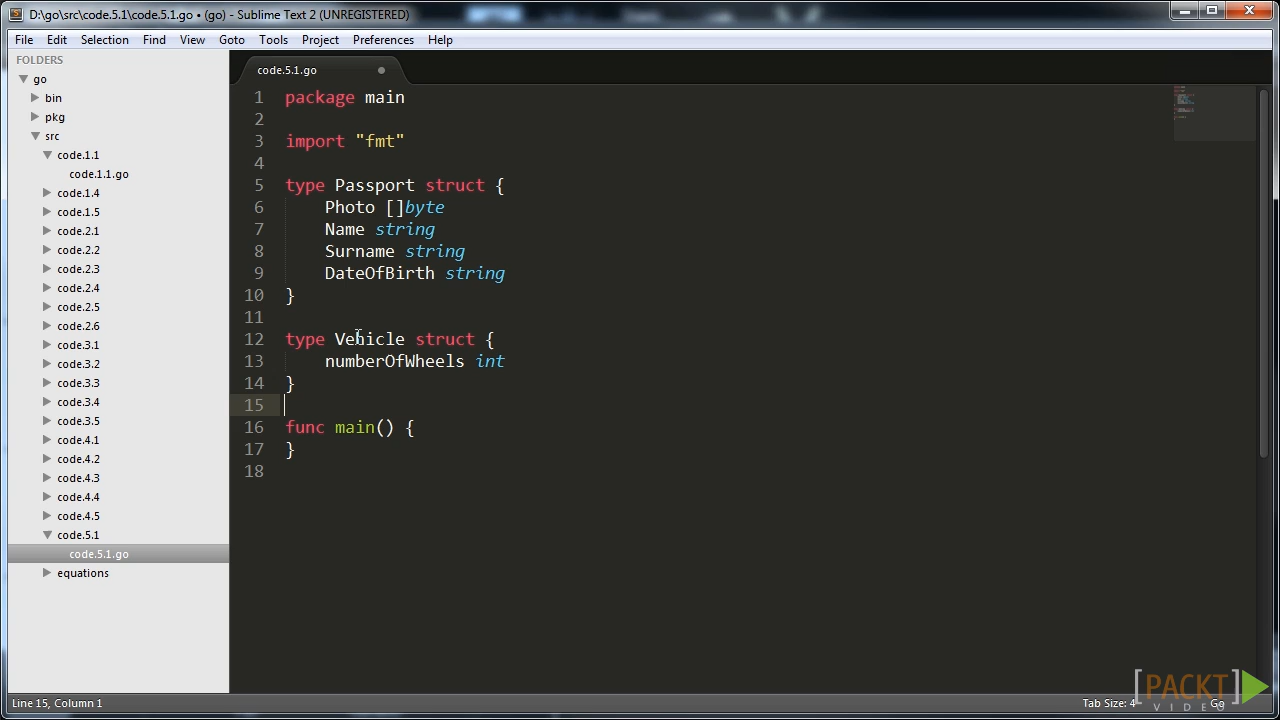 D:\go\src\code.5.1\code.5.1.go • (go) - Sublime Text 2 (UNREGISTERED)
File Edit Selection Find View Goto Tools Project Preferences Help
FOLDERS
go
bin
pkg
src
code.1.1
code.1.1.go
code.1.4
code.1.5
code.2.1
code.2.2
code.2.3
code.2.4
code.2.5
code.2.6
code.3.1
code.3.2
code.3.3
code.3.4
code.3.5
code.4.1
code.4.2
code.4.3
code.4.4
code.4.5
code.5.1
code.5.1.go
equations
code.5.1.go
1 package main
2
3 import "fmt"
4
5 type Passport struct {
6 Photo []byte
7 Name string
8 Surname string
9 DateOfBirth string
10 }
11
12 type Vehicle struct {
13 numberOfWheels int
14 }
15
16 func main() {
17 }
18
[PACKT]
VIDEO
Line 15, Column 1
Tab Size: 4
Go